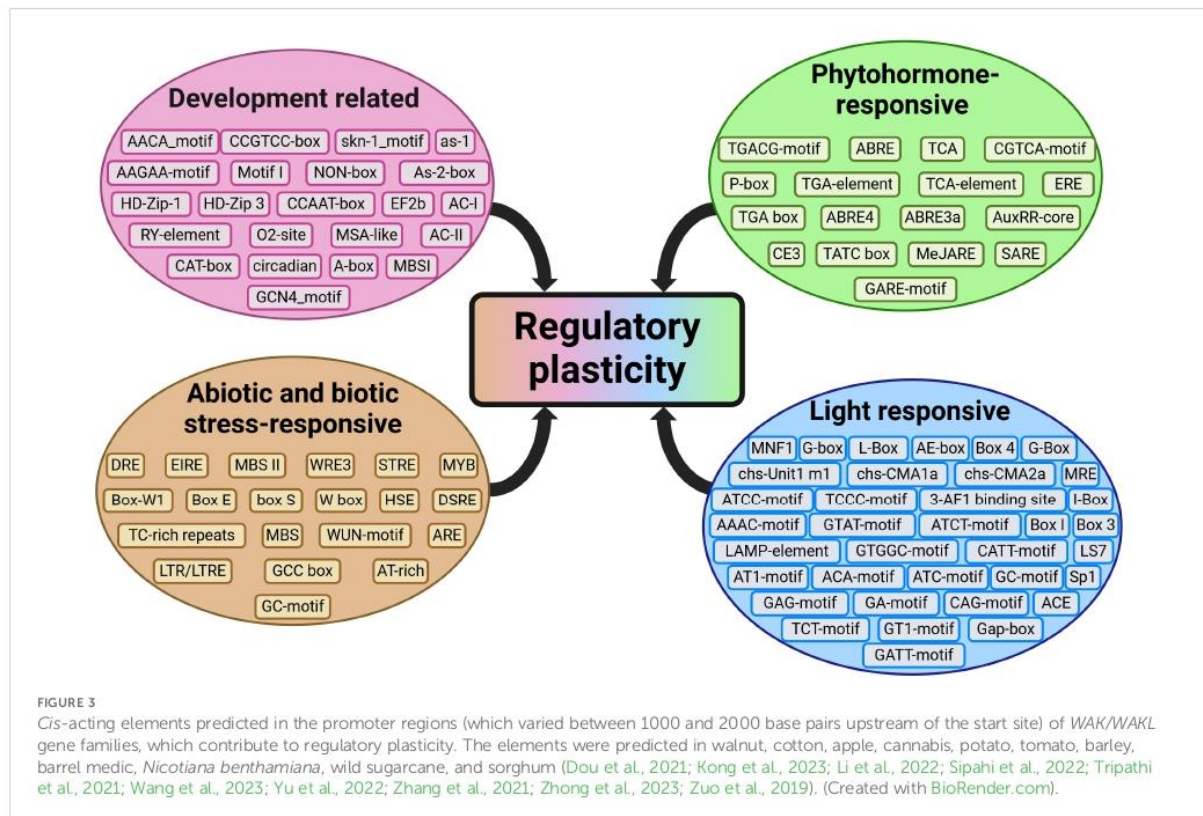 Development related
AACA_motif CCGTCC-box skn-1_motif as-1
AAGAA-motif Motif I NON-box As-2-box
HD-Zip-1 HD-Zip 3 CCAAT-box EF2b AC-I
RY-element O2-site MSA-like AC-II
CAT-box circadian A-box MBSI
GCN4_motif
Phytohormone-
responsive
TGACG-motif ABRE TCA CGTCA-motif
P-box TGA-element TCA-element ERE
TGA box ABRE4 ABRE3a AuxRR-core
CE3 TATC box MeJARE SARE
GARE-motif
Regulatory
plasticity
Abiotic and biotic
stress-responsive
DRE EIRE MBS II WRE3 STRE MYB
Box-W1 Box E box S W box HSE DSRE
TC-rich repeats MBS WUN-motif ARE
LTR/LTRE GCC box AT-rich
GC-motif
Light responsive
MNF1 G-box L-Box AE-box Box 4 G-Box
chs-Unit1 m1 chs-CMA1a chs-CMA2a MRE
ATCC-motif TCCC-motif 3-AF1 binding site I-Box
AAAC-motif GTAT-motif ATCT-motif Box I Box 3
LAMP-element GTGGC-motif CATT-motif LS7
AT1-motif ACA-motif ATC-motif GC-motif Sp1
GAG-motif GA-motif CAG-motif ACE
TCT-motif GT1-motif Gap-box
GATT-motif
FIGURE 3
Cis-acting elements predicted in the promoter regions (which varied between 1000 and 2000 base pairs upstream of the start site) of WAK/WAKL
gene families, which contribute to regulatory plasticity. The elements were predicted in walnut, cotton, apple, cannabis, potato, tomato, barley,
barrel medic, Nicotiana benthamiana, wild sugarcane, and sorghum (Dou et al., 2021; Kong et al., 2023; Li et al., 2022; Sipahi et al., 2022; Tripathi
et al., 2021; Wang et al., 2023; Yu et al., 2022; Zhang et al., 2021; Zhong et al., 2023; Zuo et al., 2019). (Created with BioRender.com).